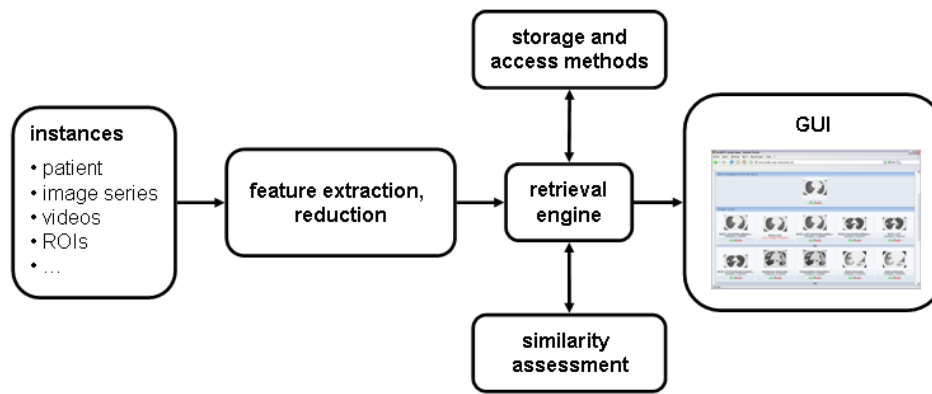 storage and
access methods
instances
• patient
• image series
• videos
• ROIs
• ...
feature extraction,
reduction
retrieval
engine
GUI
similarity
assessment